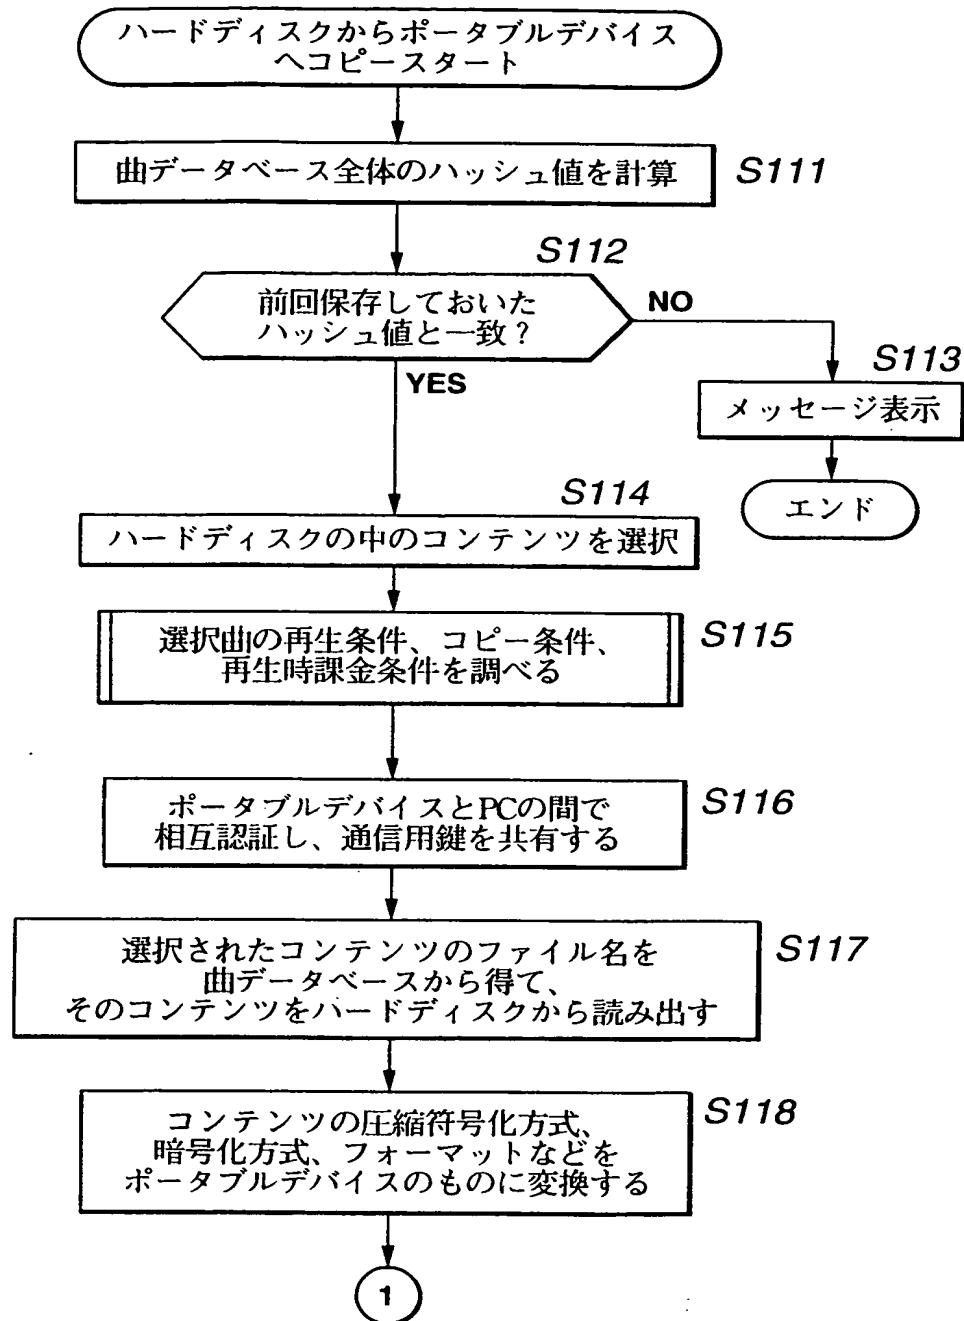 ハードディスクからポータブルデバイス
へコピースタート
曲データベース全体のハッシュ値を計算
S111
S112
前回保存しておいた
ハッシュ値と一致?
NO
YES
S113
メッセージ表示
エンド
S114
ハードディスクの中のコンテンツを選択
選択曲の再生条件、コピー条件、
再生時課金条件を調べる
S115
ポータブルデバイスとPCの間で
相互認証し、通信用鍵を共有する
S116
選択されたコンテンツのファイル名を
曲データベースから得て、
そのコンテンツをハードディスクから読み出す
S117
コンテンツの圧縮符号化方式、
暗号化方式、フォーマットなどを
ポータブルデバイスのものに変換する
S118
1